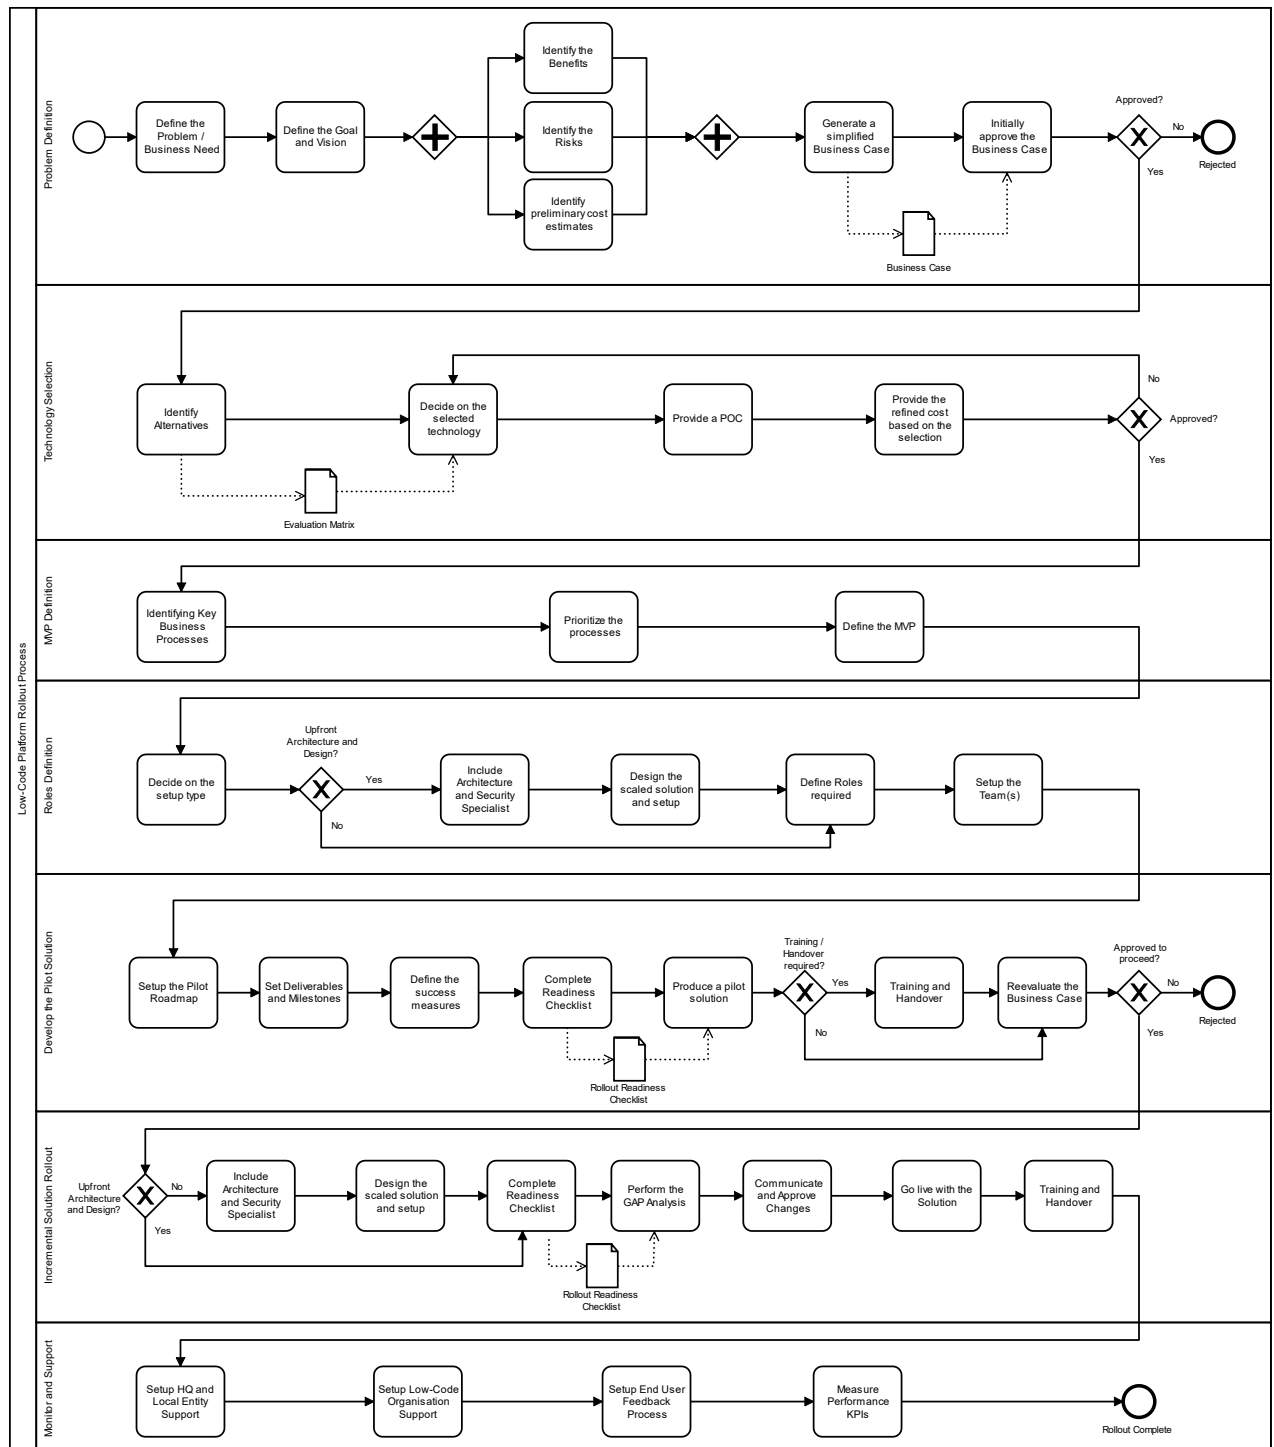 Low-Code Platform Rollout Process
Problem Definition
Define the
Problem /
Business Need
Define the Goal
and Vision
Identify the
Benefits
Identify the
Risks
Identify
preliminary cost
estimates
Generate a
simplified
Business Case
Business Case
Initially
approve the
Business Case
Approved?
No
Yes
Rejected
Technology Selection
Identify
Alternatives
Evaluation Matrix
Decide on the
selected
technology
Provide a POC
Provide the
refined cost
based on the
selection
No
Approved?
Yes
MVP Definition
Identifying Key
Business
Processes
Prioritize the
processes
Define the MVP
Roles Definition
Decide on the
setup type
Upfront
Architecture and
Design?
Yes
No
Include
Architecture
and Security
Specialist
Design the
scaled solution
and setup
Define Roles
required
Setup the
Team(s)
Develop the Pilot Solution
Setup the Pilot
Roadmap
Set Deliverables
and Milestones
Define the
success
measures
Complete
Readiness
Checklist
Rollout Readiness
Checklist
Produce a pilot
solution
Training /
Handover
required?
Yes
No
Training and
Handover
Reevaluate the
Business Case
Approved to
proceed?
No
Yes
Rejected
Incremental Solution Rollout
Upfront
Architecture
and Design?
No
Yes
Include
Architecture
and Security
Specialist
Design the
scaled solution
and setup
Complete
Readiness
Checklist
Rollout Readiness
Checklist
Perform the
GAP Analysis
Communicate
and Approve
Changes
Go live with the
Solution
Training and
Handover
Monitor and Support
Setup HQ and
Local Entity
Support
Setup Low-Code
Organisation
Support
Setup End User
Feedback
Process
Measure
Performance
KPIs
Rollout Complete